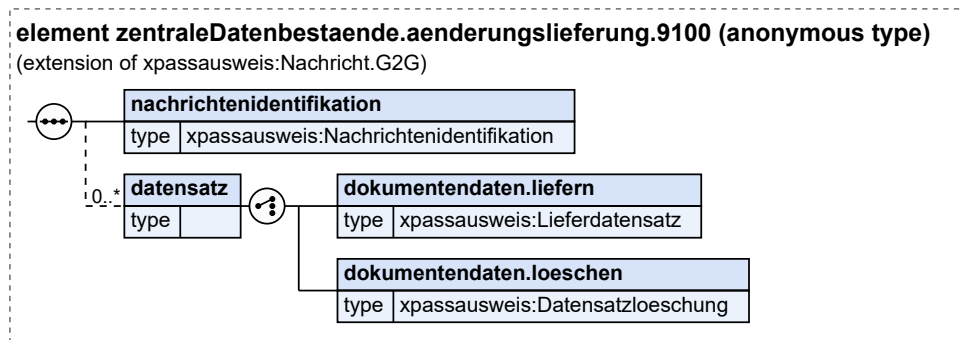 element zentraleDatenbestaende.aenderungslieferung.9100 (anonymous type)
(extension of xpassausweis:Nachricht.G2G)
nachrichtenidentifikation
type xpassausweis:Nachrichtenidentifikation
0..*
datensatz
type
dokumentendaten.liefern
type xpassausweis:Lieferdatensatz
dokumentendaten.loeschen
type xpassausweis:Datensatzloeschung